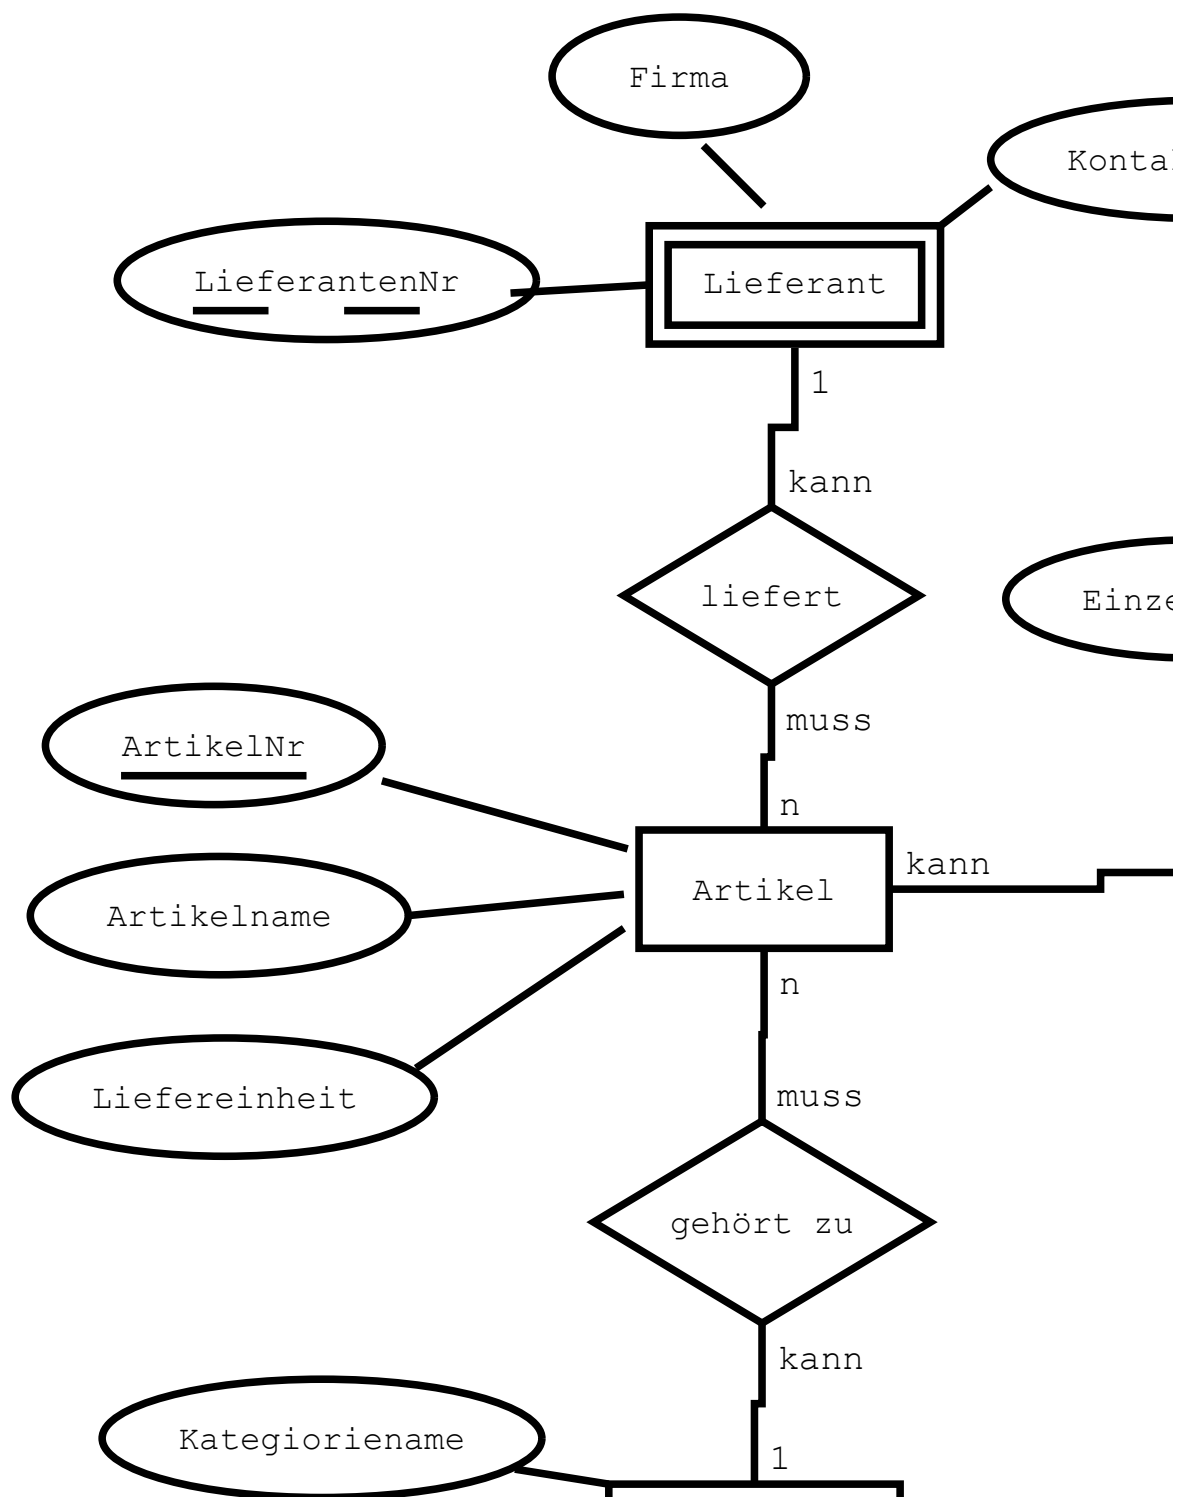 Firma
LieferantenNr
Lieferant
1
kann
liefert
muss
ArtikelNr
n
kann
Artikel
Artikelname
n
Liefereinheit
muss
gehört zu
kann
Kategioriename
1